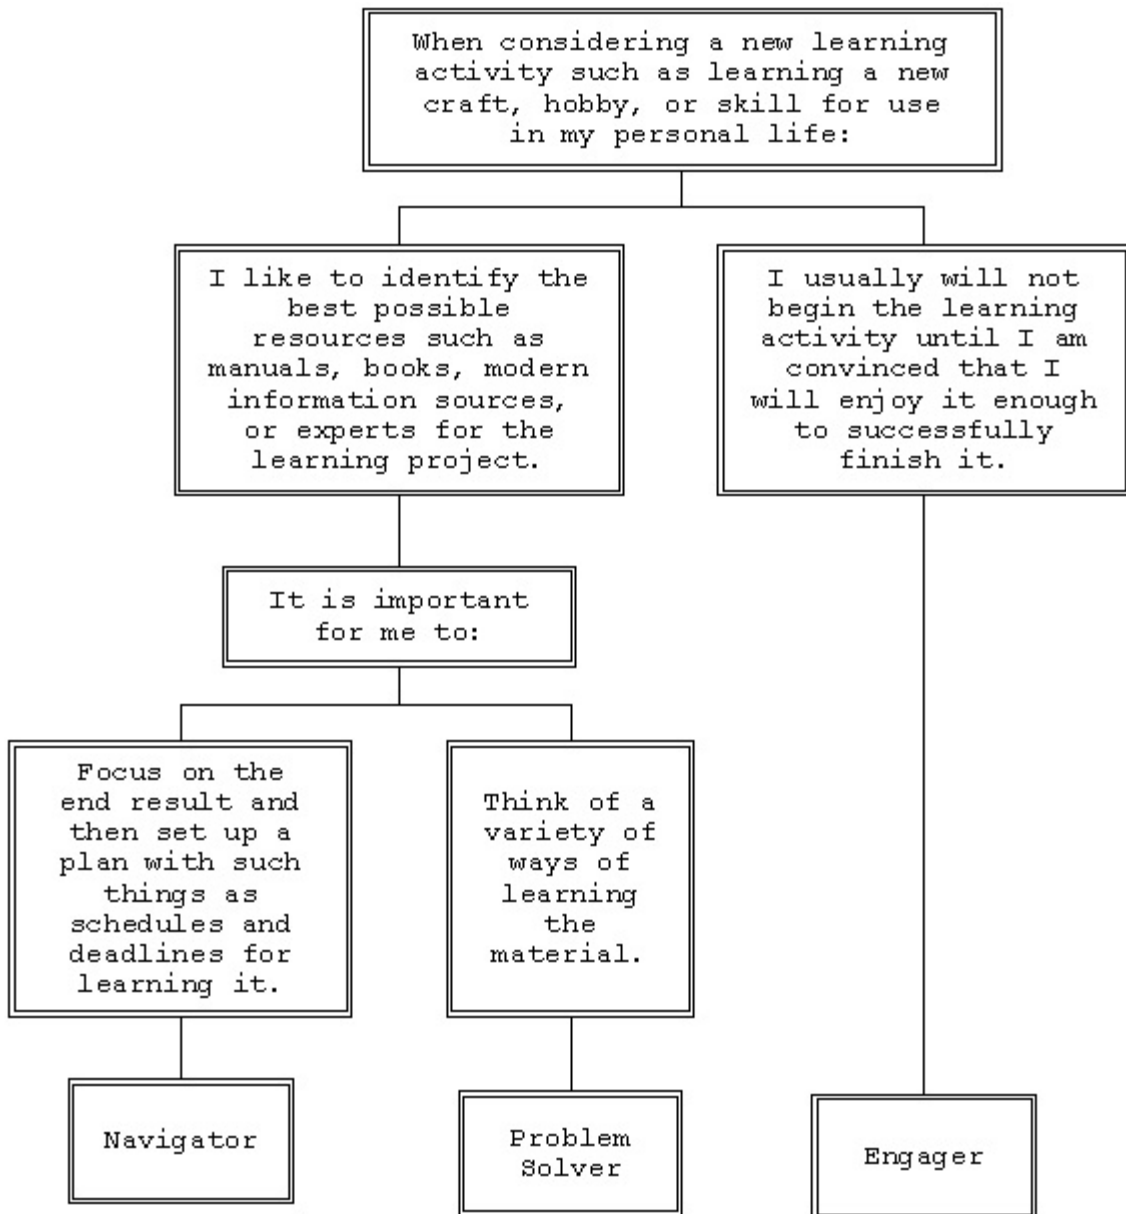 When considering a new learning
activity such as learning a new
craft, hobby, or skill for use
in my personal life:
I like to identify the
best possible
resources such as
manuals, books, modern
information sources,
or experts for the
learning project.
I usually will not
begin the learning
activity until I am
convinced that I
will enjoy it enough
to successfully
finish it.
It is important
for me to:
Focus on the
end result and
then set up a
plan with such
things as
schedules and
deadlines for
learning it.
Think of a
variety of
ways of
learning
the
material.
Navigator
Problem
Solver
Engager